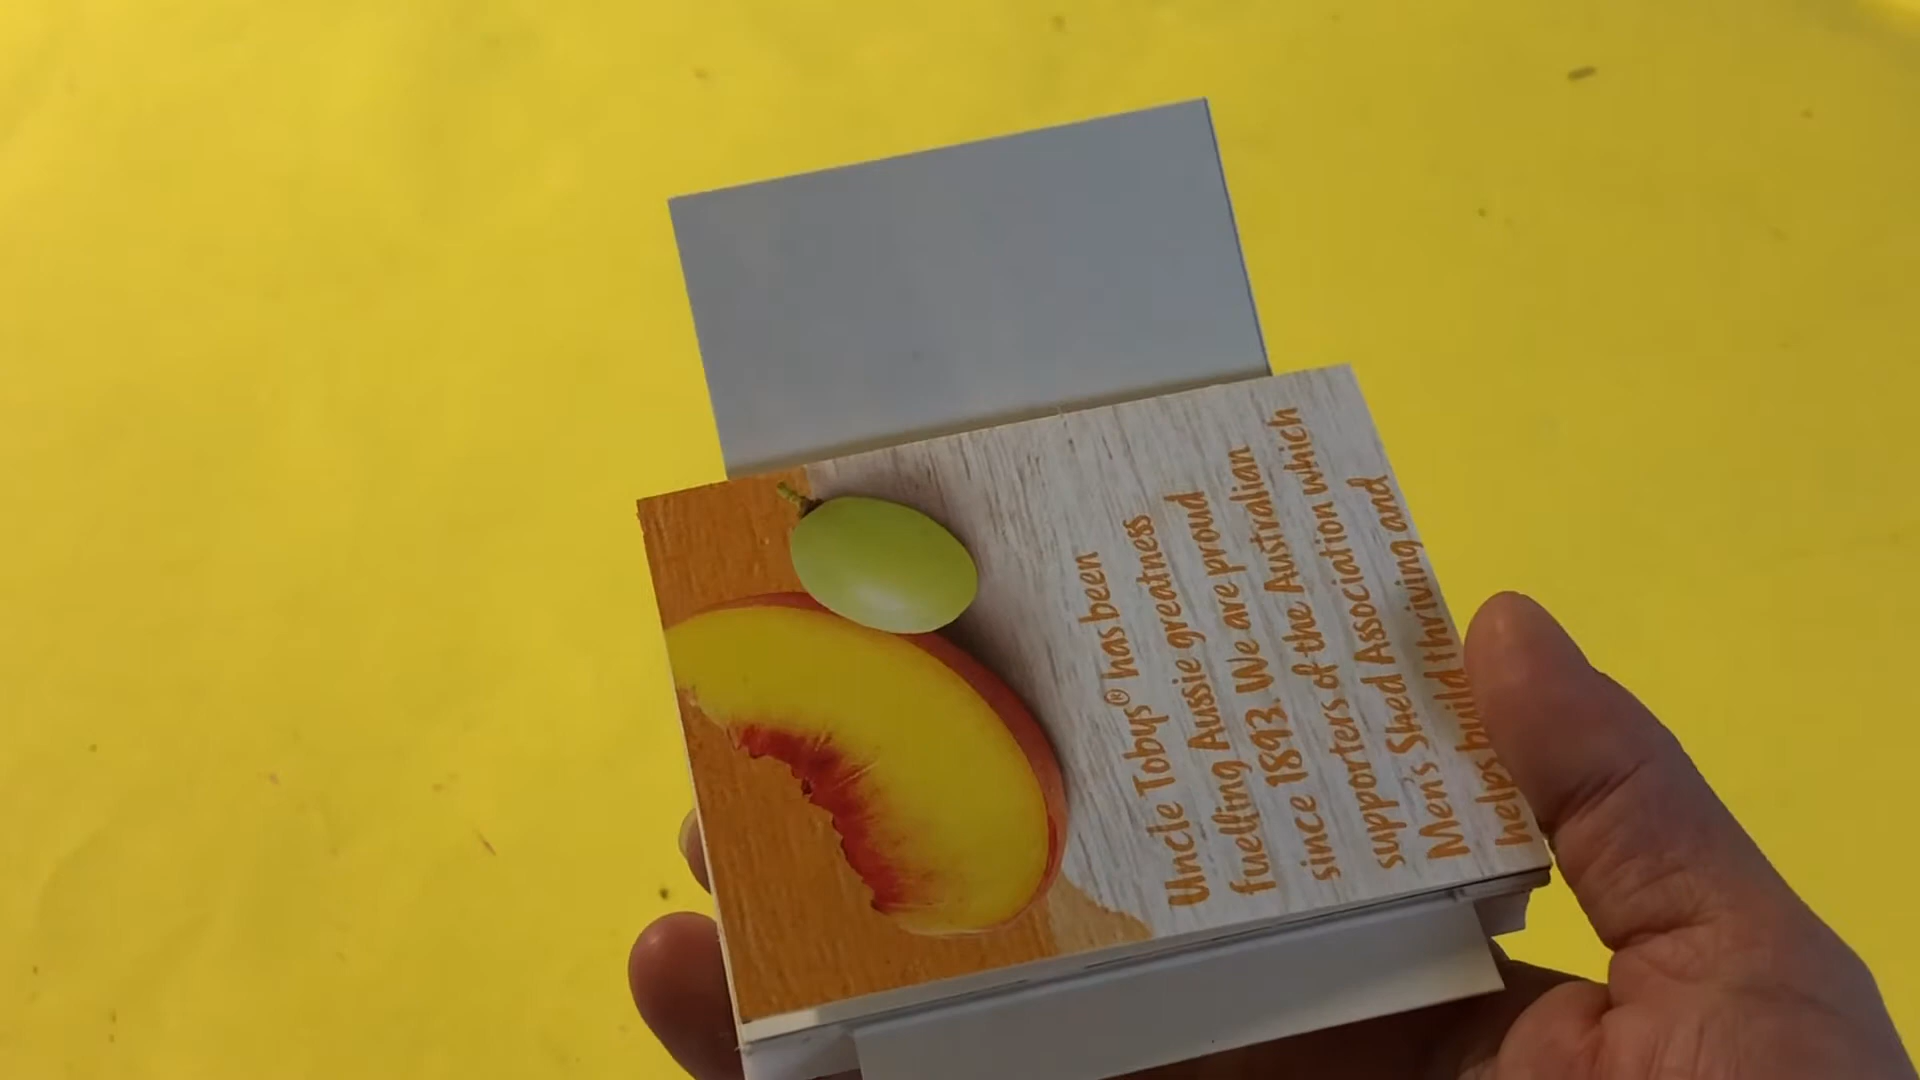 Uncle Tobys® has been
fuelling Aussie greatness
since 1893. We are proud
supporters of the Australian
Men's Shed Association which
helps build thriving and